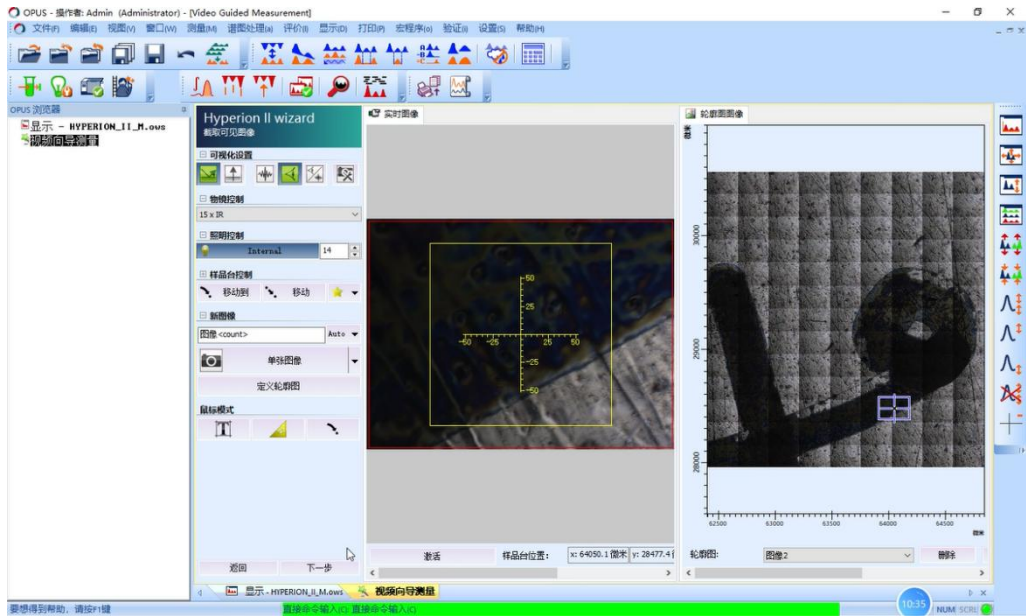 OPUS - 操作者: Admin (Administrator) - [Video Guided Measurement]
文件(F) 编辑(E) 视图(V) 窗口(W) 测量(M) 谱图处理(a) 评价(i) 显示(D) 打印(P) 宏程序(o) 验证(i) 设置(S) 帮助(H)
OPUS 浏览器
显示 - HYPERION_II_M.ows
视频向导测量
Hyperion II wizard
截取可见图像
可视化设置
物镜控制
15 x IR
照明控制
Internal 14
样品台控制
移动到 移动
新图像
图像<count> Auto
单张图像
定义轮廓图
鼠标模式
返回 下一步
实时图像
50
25
-50 -25 25 50
-25
-50
激活 样品台位置: x: 64050.1 微米 y: 28477.4
轮廓图图像
微米
30000
29000
28000
62500 63000 63500 64000 64500
微米
轮廓图: 图像2 删除
显示 - HYPERION_II_M.ows 视频向导测量
要想得到帮助, 请按F1键
直接命令输入(C): 直接命令输入(C)
10:35
NUM SCRL